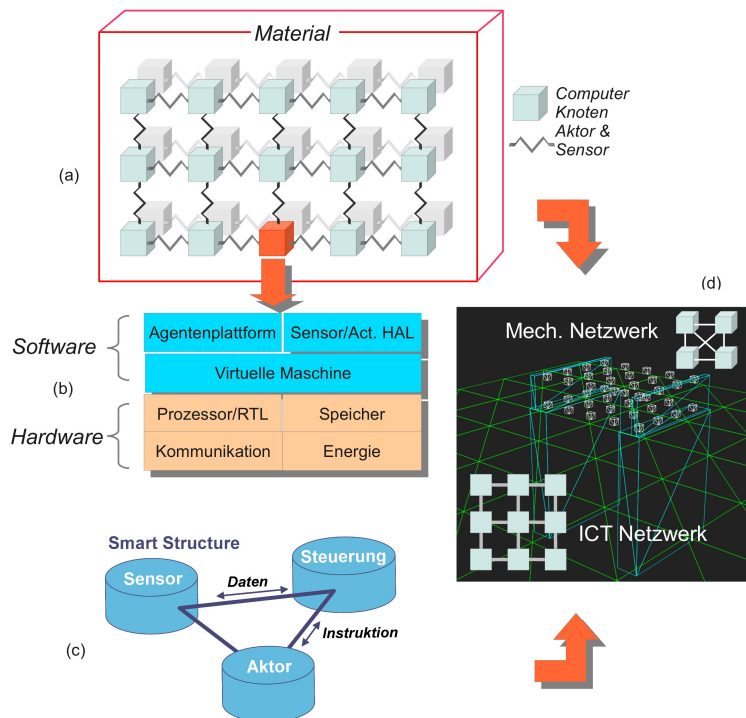 Material
Computer
Knoten
Aktor &
Sensor
(a)
(d)
Software
Agentenplattform
Sensor/Act. HAL
Virtuelle Maschine
(b)
Hardware
Prozessor/RTL
Speicher
Kommunikation
Energie
Mech. Netzwerk
ICT Netzwerk
Smart Structure
Sensor
Daten
Steuerung
Instruktion
(c)
Aktor